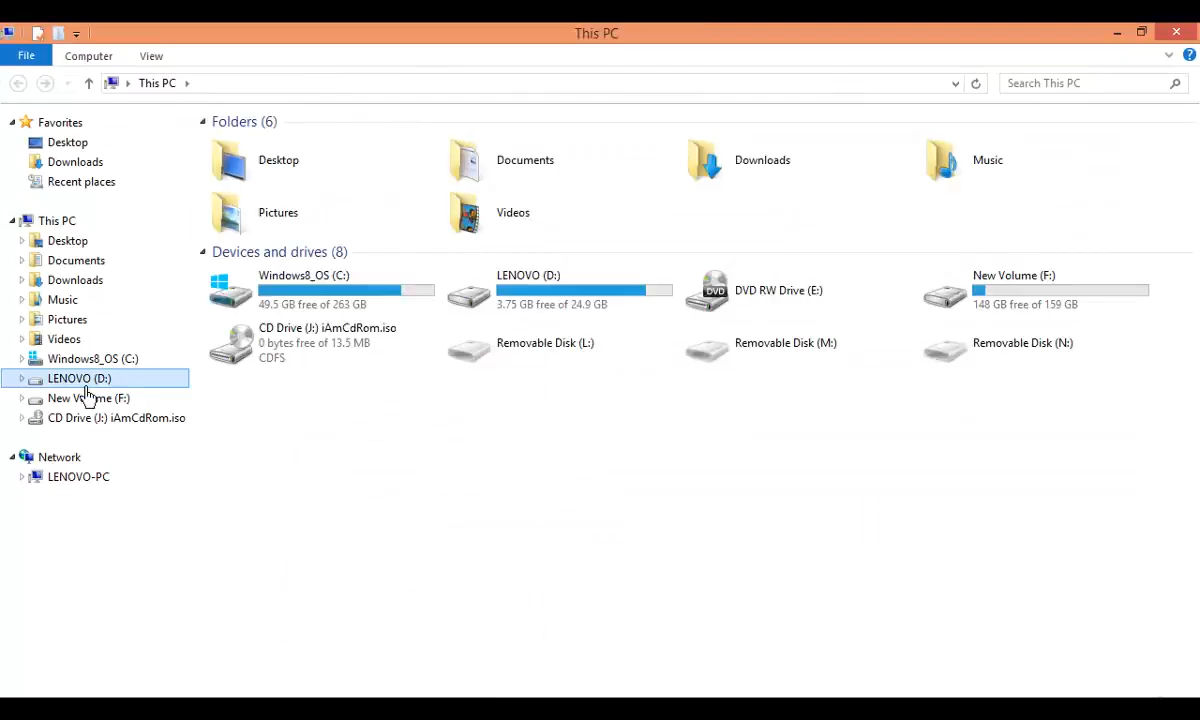 This PC
File
Computer
View
This PC
Search This PC
Favorites
Desktop
Downloads
Recent places
This PC
Desktop
Documents
Downloads
Music
Pictures
Videos
Windows8_OS (C:)
LENOVO (D:)
New Volume (F:)
CD Drive (J:) iAmCdRom.iso
Network
LENOVO-PC
Folders (6)
Desktop
Documents
Downloads
Music
Pictures
Videos
Devices and drives (8)
Windows8_OS (C:)
49.5 GB free of 263 GB
LENOVO (D:)
3.75 GB free of 24.9 GB
DVD
DVD RW Drive (E:)
New Volume (F:)
148 GB free of 159 GB
CD Drive (J:) iAmCdRom.iso
0 bytes free of 13.5 MB
CDFS
Removable Disk (L:)
Removable Disk (M:)
Removable Disk (N:)